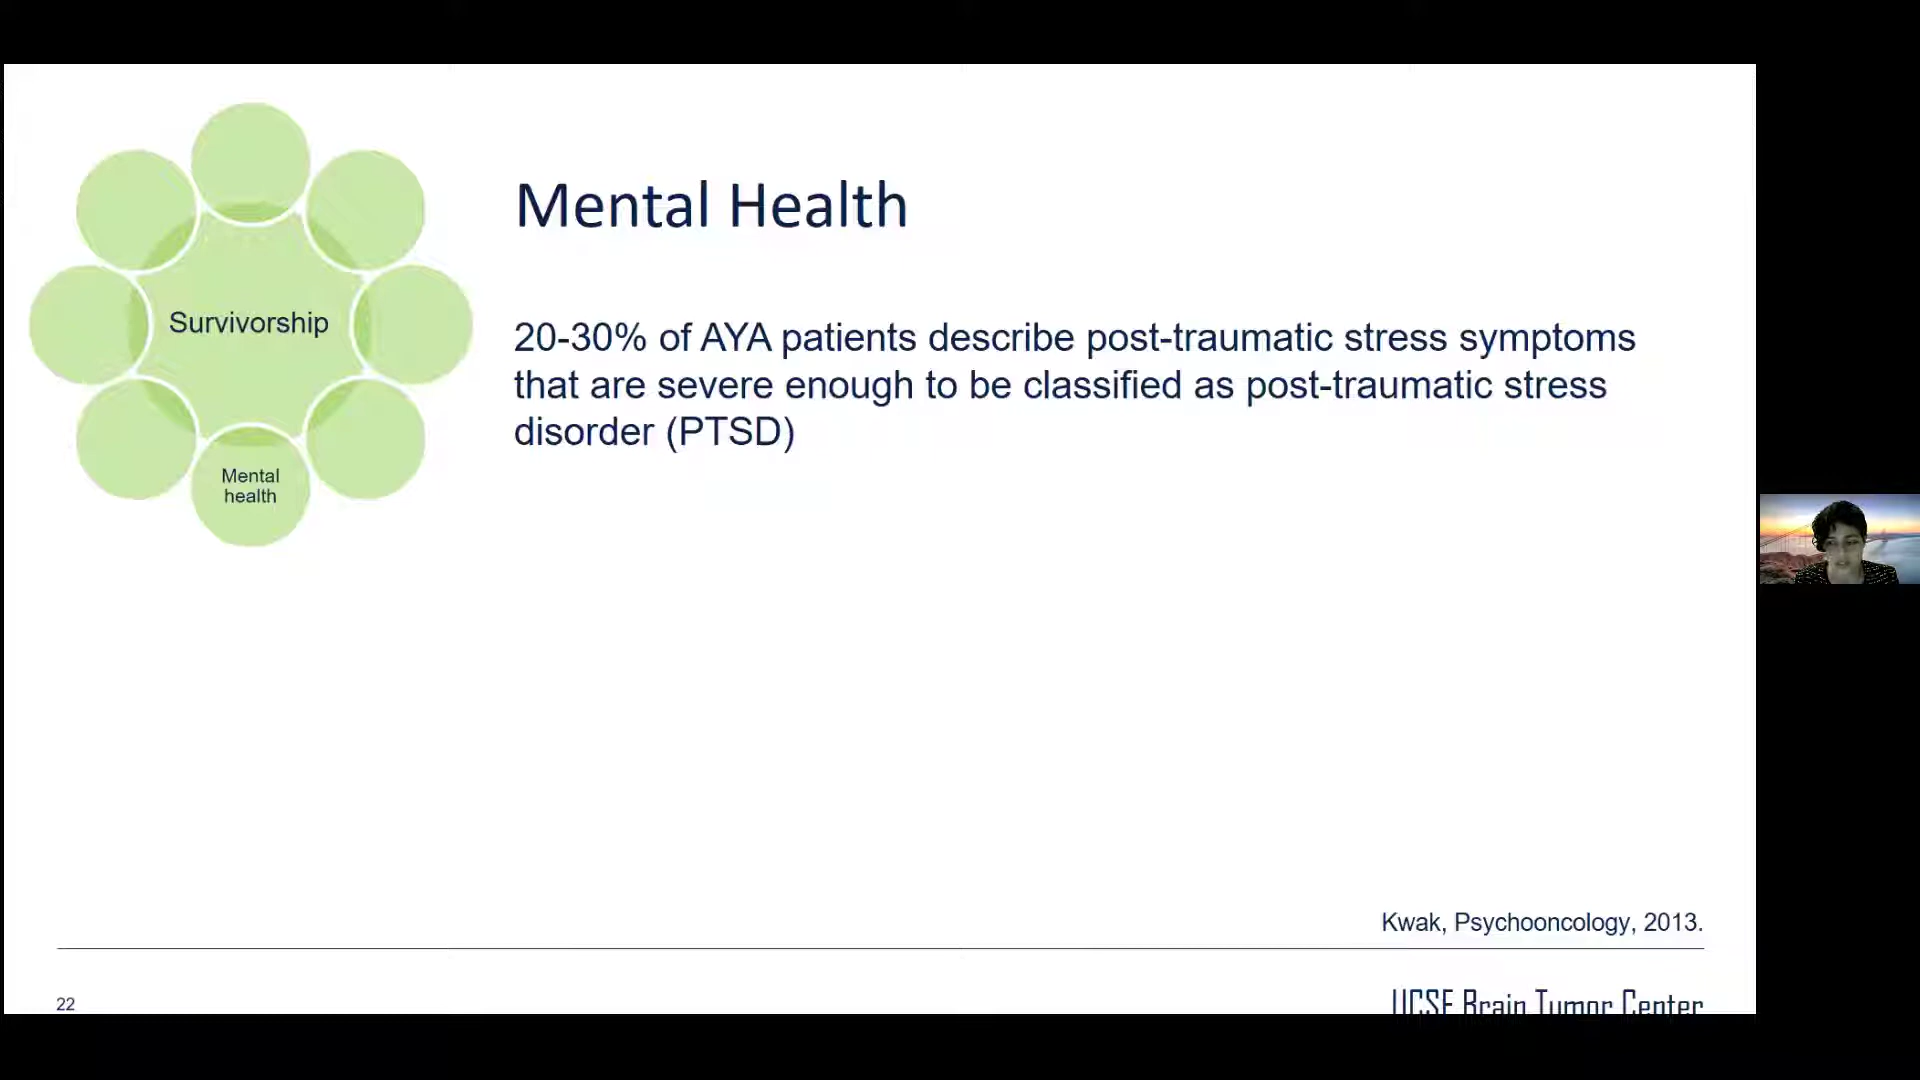 Mental Health
Survivorship
20-30% of AYA patients describe post-traumatic stress symptoms
that are severe enough to be classified as post-traumatic stress
disorder (PTSD)
Mental
health
Kwak, Psychooncology, 2013.
22
UCSF Brain Tumor Center